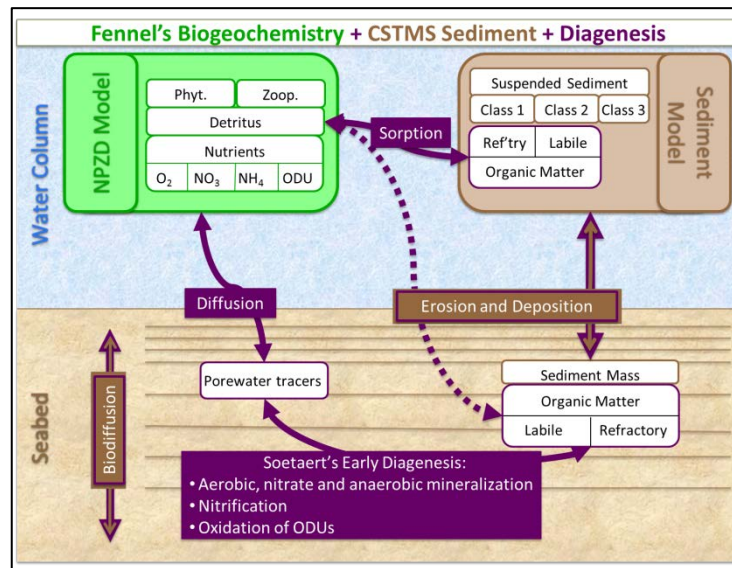 Fennel's Biogeochemistry + CSTMS Sediment + Diagenesis
Water Column
NPZD Model
Phyt.
Zoop.
Detritus
Nutrients
O₂
NO₃
NH₄
ODU
Sorption
Suspended Sediment
Class 1
Class 2
Class 3
Ref'try
Labile
Organic Matter
Sediment
Model
Diffusion
Erosion and Deposition
Seabed
Biodiffusion
Porewater tracers
Sediment Mass
Organic Matter
Labile
Refractory
Soetaert's Early Diagenesis:
• Aerobic, nitrate and anaerobic mineralization
• Nitrification
• Oxidation of ODUs